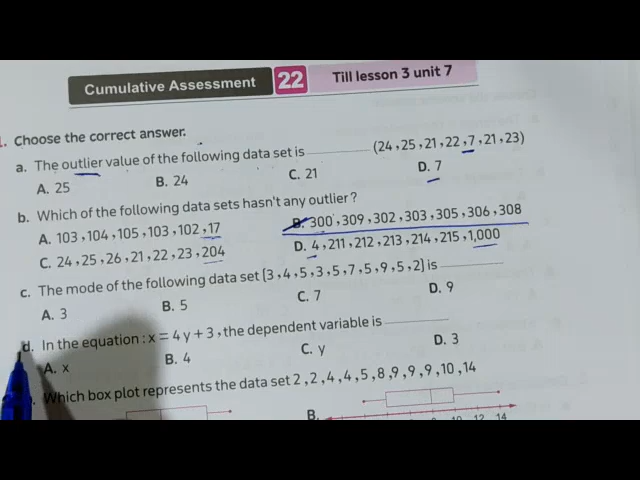 Cumulative Assessment 22 Till lesson 3 unit 7
1. Choose the correct answer.
a. The outlier value of the following data set is (24,25,21,22,7,21,23)
A. 25 B. 24 C. 21 D. 7
b. Which of the following data sets hasn't any outlier?
A. 103,104,105,103,102,17 B. 300,309,302,303,305,306,308
C. 24,25,26,21,22,23,204 D. 4,211,212,213,214,215,1,000
c. The mode of the following data set (3,4,5,3,5,7,5,9,5,2) is
A. 3 B. 5 C. 7 D. 9
d. In the equation : x = 4 y + 3, the dependent variable is
A. x B. 4 C. y D. 3
Which box plot represents the data set 2,2,4,4,5,8,9,9,9,10,14
B.
10 12 14